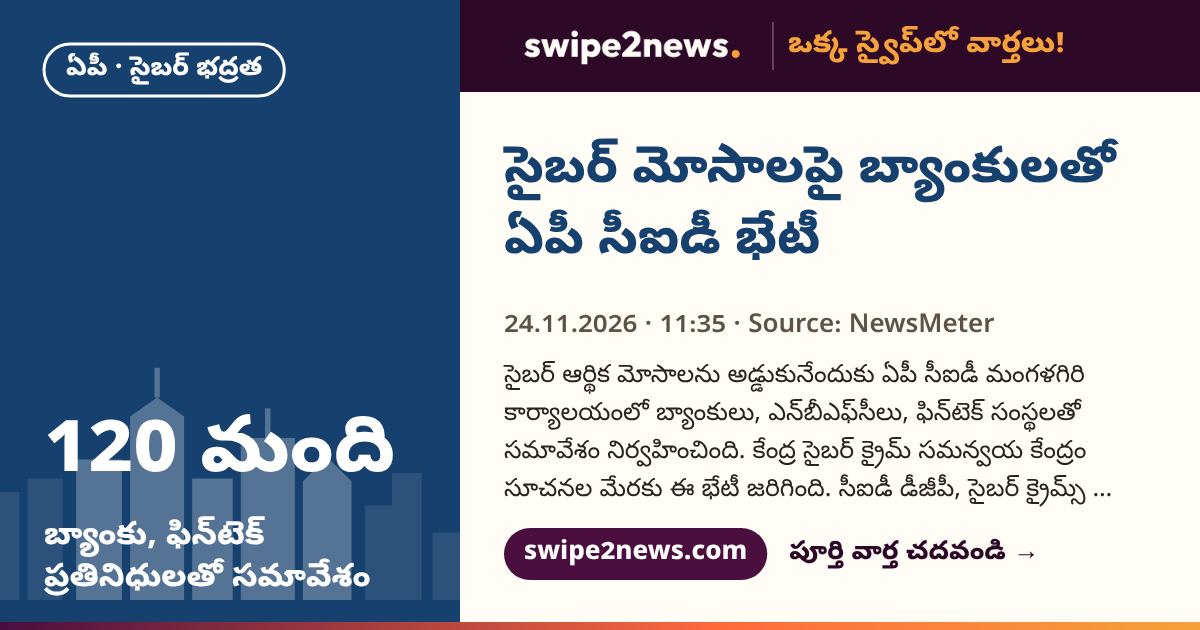 ఏపీ · సైబర్ భద్రత
120 మంది
బ్యాంకు, ఫిన్‌టెక్
ప్రతినిధులతో సమావేశం
swipe2news.
ఒక్క స్వైప్‌లో వార్తలు!
సైబర్ మోసాలపై బ్యాంకులతో
ఏపీ సీఐడీ భేటీ
24.11.2026 · 11:35 · Source: NewsMeter
సైబర్ ఆర్థిక మోసాలను అడ్డుకునేందుకు ఏపీ సీఐడీ మంగళగిరి
కార్యాలయంలో బ్యాంకులు, ఎన్‌బీఎఫ్‌సీలు, ఫిన్‌టెక్ సంస్థలతో
సమావేశం నిర్వహించింది. కేంద్ర సైబర్ క్రైమ్ సమన్వయ కేంద్రం
సూచనల మేరకు ఈ భేటీ జరిగింది. సీఐడీ డీజీపీ, సైబర్ క్రైమ్స్ ...
swipe2news.com
పూర్తి వార్త చదవండి →